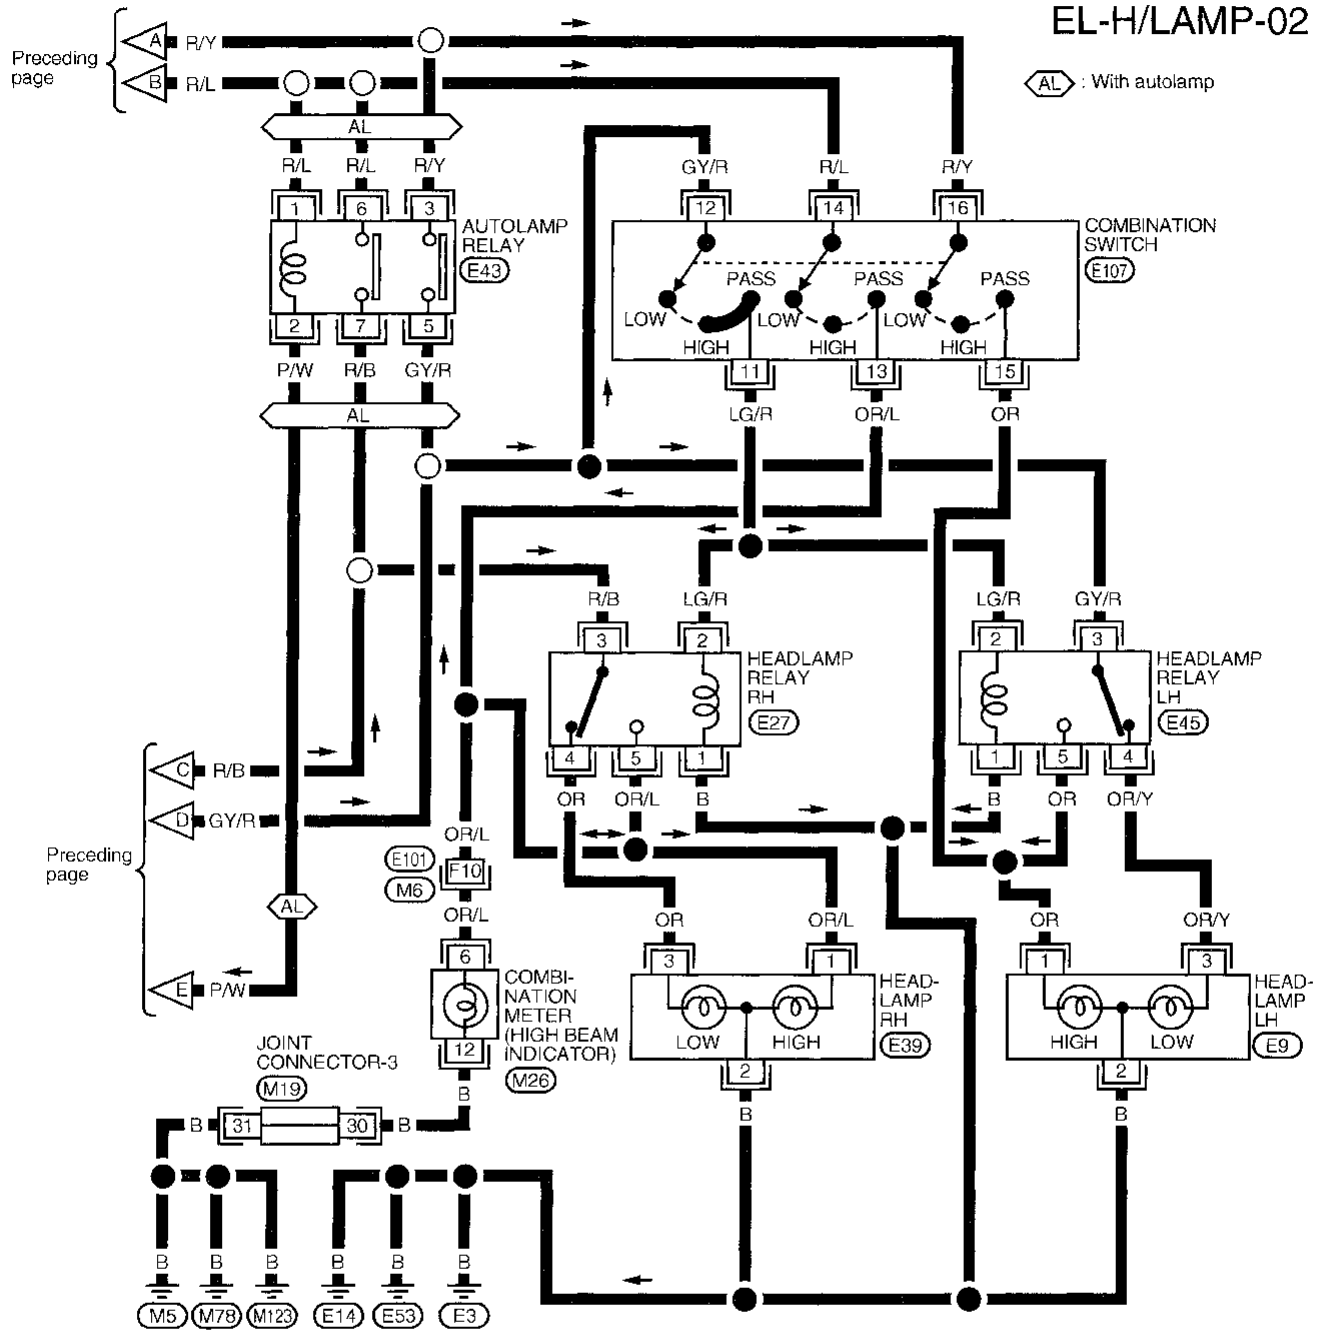 EL-H/LAMP-02
Preceding
page
A R/Y
B R/L
AL : With autolamp
AL
R/L R/L R/Y
1 6 3
AUTOLAMP
RELAY
E43
2 7 5
P/W R/B GY/R
AL
GY/R R/L R/Y
12 14 16
COMBINATION
SWITCH
E107
PASS PASS PASS
LOW LOW LOW
HIGH HIGH HIGH
11 13 15
LG/R OR/L OR
R/B LG/R LG/R GY/R
3 2 2 3
HEADLAMP
RELAY
RH
E27
HEADLAMP
RELAY
LH
E45
4 5 1 1 5 4
OR OR/L B B OR OR/Y
C R/B
D GY/R
Preceding
page
AL
E P/W
OR/L
E101
M6
F10
OR/L
6
COMBI-
NATION
METER
(HIGH BEAM
INDICATOR)
M26
12
B
OR OR/L OR OR/Y
3 1 1 3
HEAD-
LAMP
RH
E39
LOW HIGH
2
B
HEAD-
LAMP
LH
E9
HIGH LOW
2
B
JOINT
CONNECTOR-3
M19
B 31 30 B
B B B B B B
M5 M78 M123 E14 E53 E3